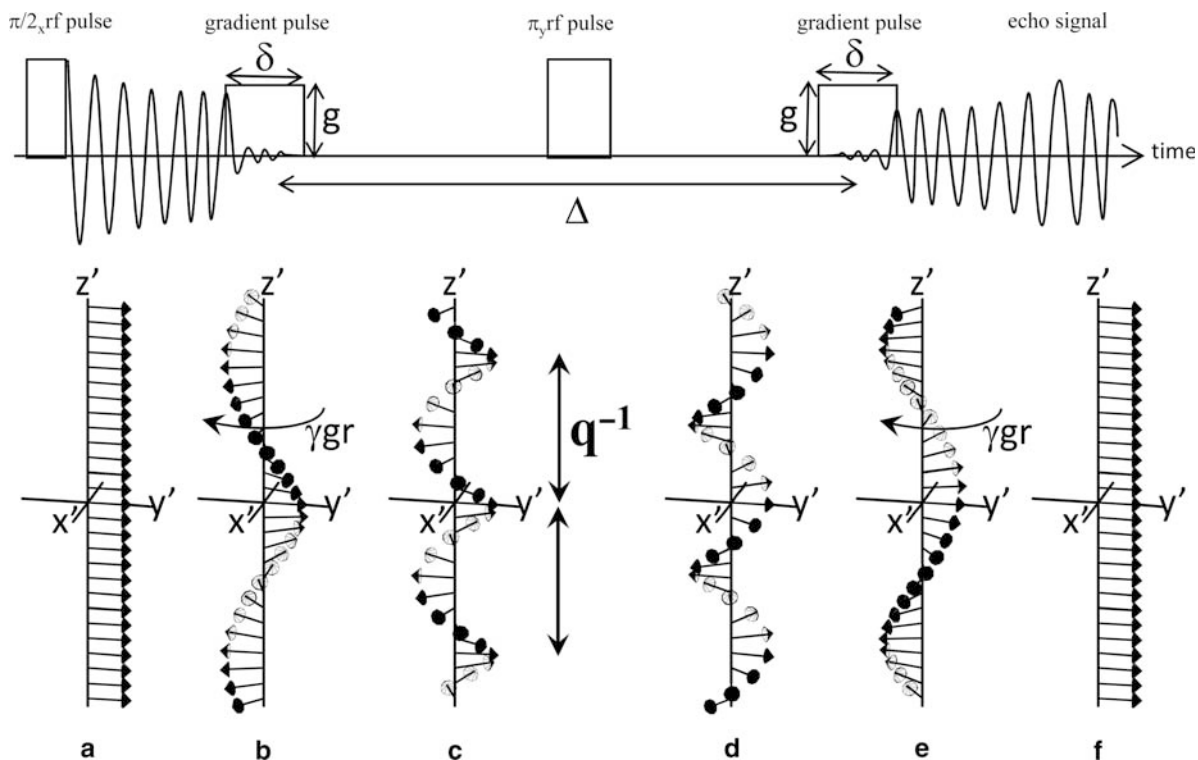 π/2ₓrf pulse gradient pulse πᵧrf pulse gradient pulse echo signal
δ δ
g g
time
Δ
z' z' z' z' z' z'
γgr q⁻¹ γgr
x' y' x' y' x' y' x' y' x' y' x' y'
a b c d e f